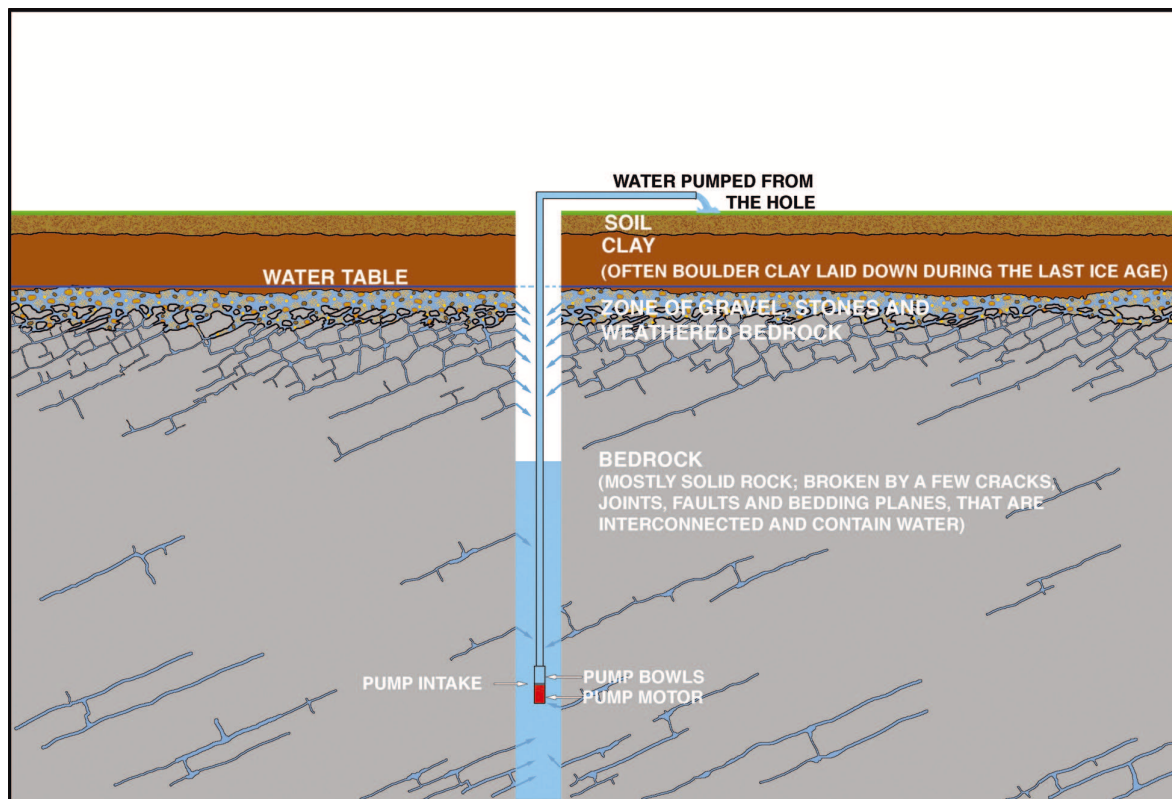 WATER PUMPED FROM
THE HOLE
SOIL
CLAY
(OFTEN BOULDER CLAY LAID DOWN DURING THE LAST ICE AGE)
WATER TABLE
ZONE OF GRAVEL, STONES AND
WEATHERED BEDROCK
BEDROCK
(MOSTLY SOLID ROCK; BROKEN BY A FEW CRACKS,
JOINTS, FAULTS AND BEDDING PLANES, THAT ARE
INTERCONNECTED AND CONTAIN WATER)
PUMP INTAKE
PUMP BOWLS
PUMP MOTOR